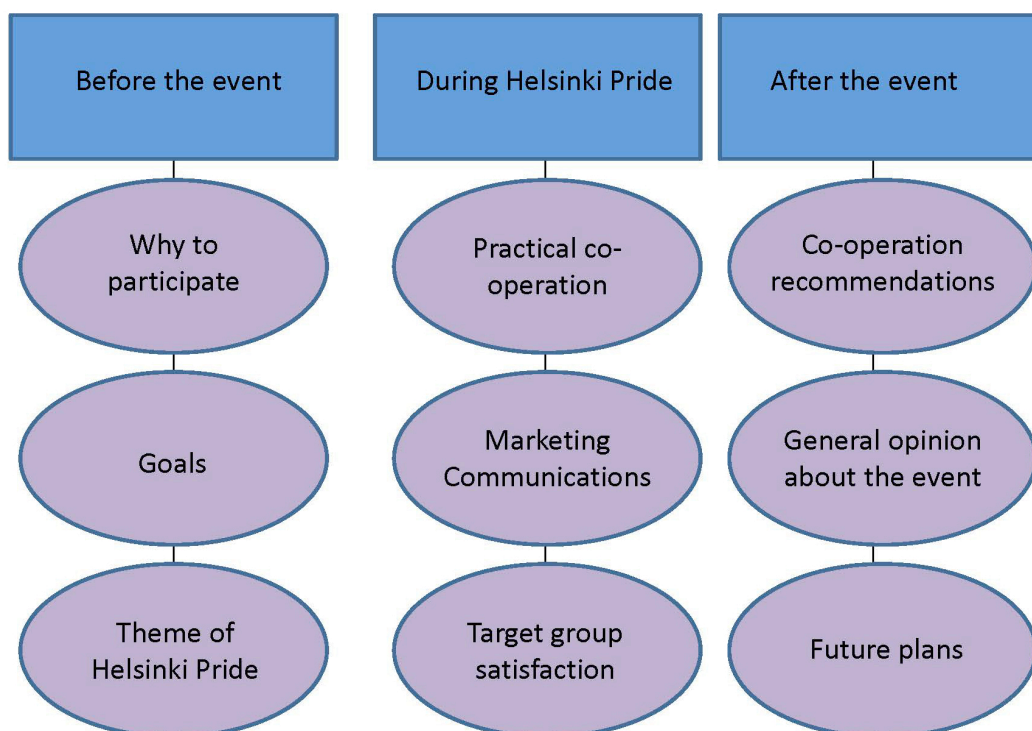 Before the event
During Helsinki Pride
After the event
Why to
participate
Practical co-
operation
Co-operation
recommendations
Goals
Marketing
Communications
General opinion
about the event
Theme of
Helsinki Pride
Target group
satisfaction
Future plans